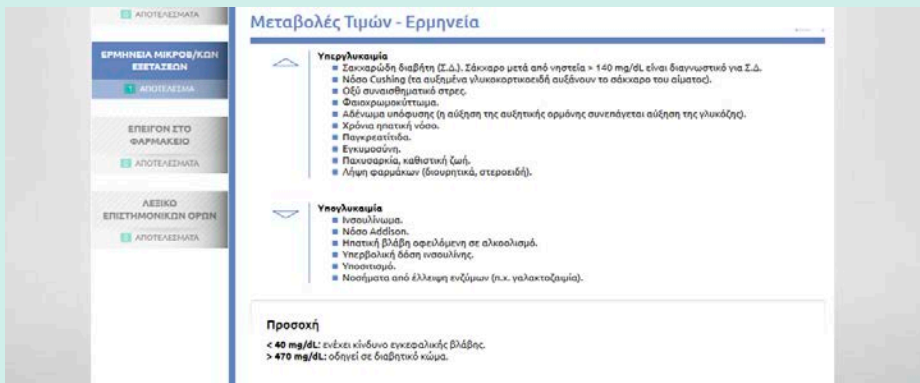 ΑΠΟΤΕΛΕΣΜΑΤΑ
Μεταβολές Τιμών - Ερμηνεία
ΕΡΜΗΝΕΙΑ ΜΙΚΡΟΒ/ΚΩΝ
ΕΞΕΤΑΣΕΩΝ
1 ΑΠΟΤΕΛΕΣΜΑ
ΕΠΕΙΓΟΝ ΣΤΟ
ΦΑΡΜΑΚΕΙΟ
ΑΠΟΤΕΛΕΣΜΑΤΑ
ΛΕΞΙΚΟ
ΕΠΙΣΤΗΜΟΝΙΚΩΝ ΟΡΩΝ
ΑΠΟΤΕΛΕΣΜΑΤΑ
Υπεργλυκαιμία
Σακχαρώδη διαβήτη (Σ.Δ.). Σάκχαρο μετά από νηστεία > 140 mg/dL είναι διαγνωστικό για Σ.Δ.
Νόσο Cushing (τα αυξημένα γλυκοκορτικοειδή αυξάνουν το σάκχαρο του αίματος).
Οξύ συναισθηματικό στρες.
Φαιοχρωμοκύττωμα.
Αδένωμα υπόφυσης (η αύξηση της αυξητικής ορμόνης συνεπάγεται αύξηση της γλυκόζης).
Χρόνια ηπατική νόσο.
Παγκρεατίτιδα.
Εγκυμοσύνη.
Παχυσαρκία, καθιστική ζωή.
Λήψη φαρμάκων (διουρητικά, στεροειδή).
Υπογλυκαιμία
Ινσουλίνωμα.
Νόσο Addison.
Ηπατική βλάβη οφειλόμενη σε αλκοολισμό.
Υπερβολική δόση ινσουλίνης.
Υποσιτισμό.
Νοσήματα από έλλειψη ενζύμων (π.χ. γαλακτοζαιμία).
Προσοχή
< 40 mg/dL: ενέχει κίνδυνο εγκεφαλικής βλάβης.
> 470 mg/dL: οδηγεί σε διαβητικό κώμα.